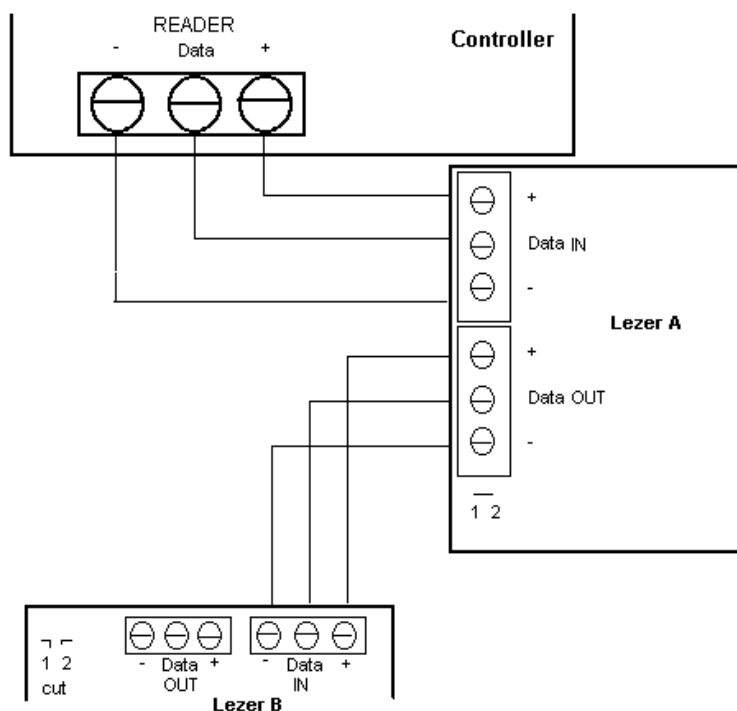 READER
- Data +
Controller
+
Data IN
-
Lezer A
+
Data OUT
-
1 2
1 2
cut
- Data +
OUT
- Data +
IN
Lezer B